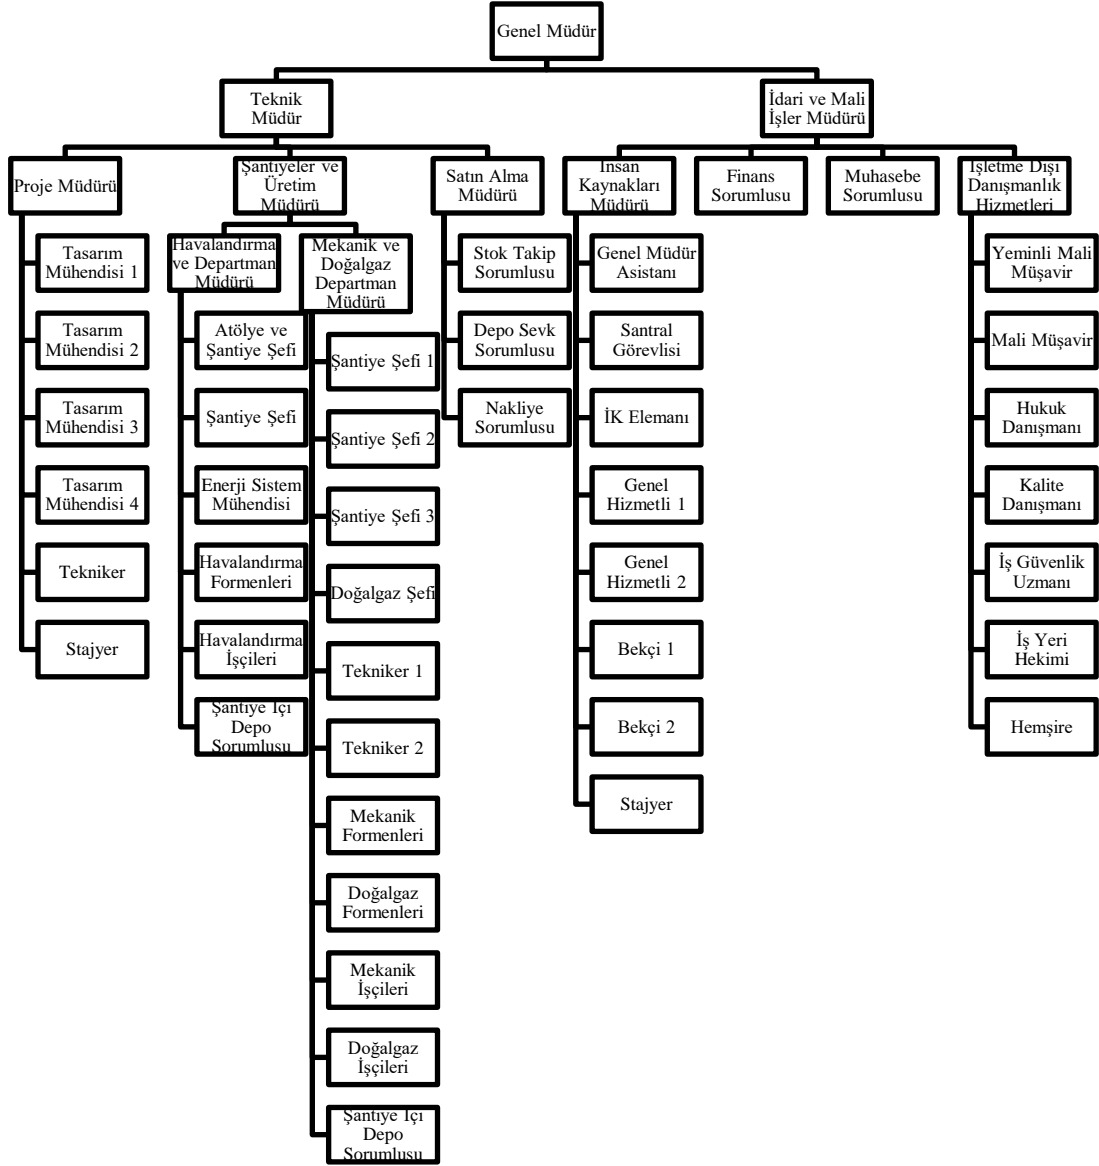 Genel Müdür
Teknik
Müdür
İdari ve Mali
İşler Müdürü
Proje Müdürü
Şantiyeler ve
Üretim
Müdürü
Satın Alma
Müdürü
İnsan
Kaynakları
Müdürü
Finans
Sorumlusu
Muhasebe
Sorumlusu
İşletme Dışı
Danışmanlık
Hizmetleri
Tasarım
Mühendisi 1
Tasarım
Mühendisi 2
Tasarım
Mühendisi 3
Tasarım
Mühendisi 4
Tekniker
Stajyer
Havalandırma
ve Departman
Müdürü
Atölye ve
Şantiye Şefi
Şantiye Şefi
Enerji Sistem
Mühendisi
Havalandırma
Formenleri
Havalandırma
İşçileri
Şantiye İçi
Depo
Sorumlusu
Mekanik ve
Doğalgaz
Departman
Müdürü
Şantiye Şefi 1
Şantiye Şefi 2
Şantiye Şefi 3
Doğalgaz Şefi
Tekniker 1
Tekniker 2
Mekanik
Formenleri
Doğalgaz
Formenleri
Mekanik
İşçileri
Doğalgaz
İşçileri
Şantiye İçi
Depo
Sorumlusu
Stok Takip
Sorumlusu
Depo Sevk
Sorumlusu
Nakliye
Sorumlusu
Genel Müdür
Asistanı
Santral
Görevlisi
İK Elemanı
Genel
Hizmetli 1
Genel
Hizmetli 2
Bekçi 1
Bekçi 2
Stajyer
Yeminli Mali
Müşavir
Mali Müşavir
Hukuk
Danışmanı
Kalite
Danışmanı
İş Güvenlik
Uzmanı
İş Yeri
Hekimi
Hemşire